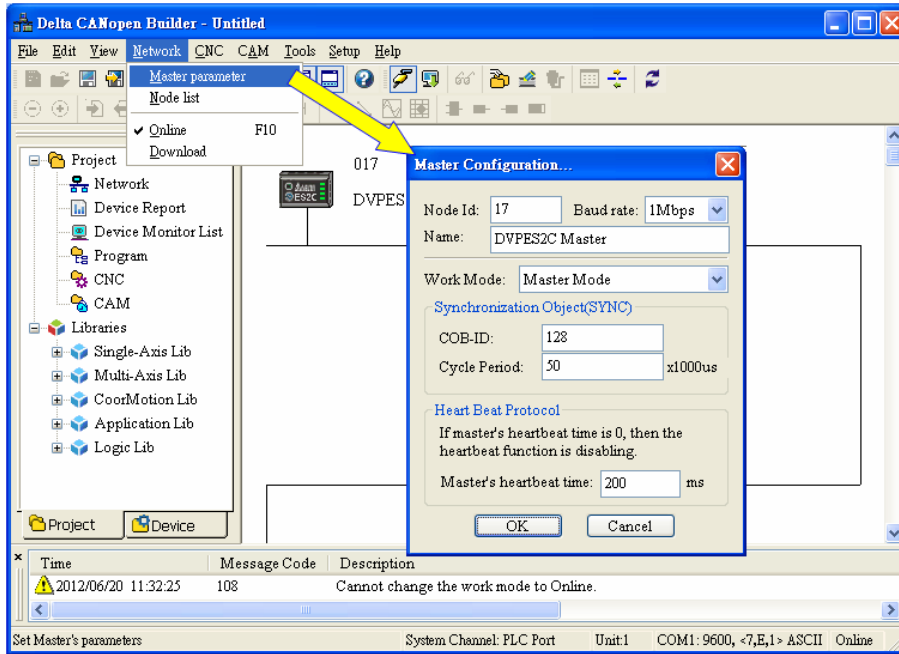 Delta CANopen Builder - Untitled
File Edit View Network CNC CAM Tools Setup Help
Master parameter
Node list
Online F10
Download
Project
Network
Device Report
Device Monitor List
Program
CNC
CAM
Libraries
Single-Axis Lib
Multi-Axis Lib
CoorMotion Lib
Application Lib
Logic Lib
Project Device
017
ES2C
DVPES
Master Configuration...
Node Id: 17 Baud rate: 1Mbps
Name: DVPES2C Master
Work Mode: Master Mode
Synchronization Object(SYNC)
COB-ID: 128
Cycle Period: 50 x1000us
Heart Beat Protocol
If master's heartbeat time is 0, then the
heartbeat function is disabling.
Master's heartbeat time: 200 ms
OK Cancel
Time Message Code Description
2012/06/20 11:32:25 108 Cannot change the work mode to Online.
Set Master's parameters System Channel: PLC Port Unit:1 COM1: 9600, <7,E,1> ASCII Online